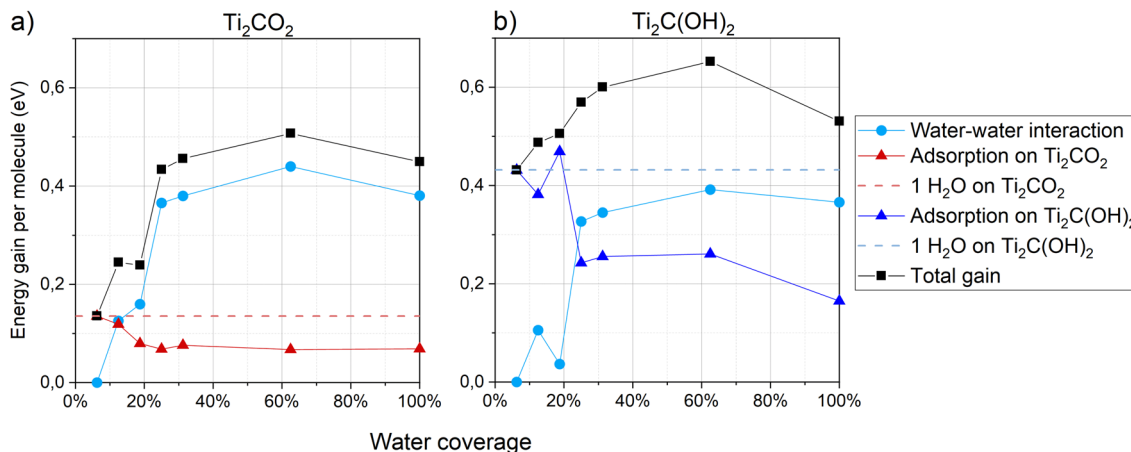 a)
Ti₂CO₂
b)
Ti₂C(OH)₂
Energy gain per molecule (eV)
0,6
0,4
0,2
0,0
0% 20% 40% 60% 80% 100%
0,6
0,4
0,2
0,0
0% 20% 40% 60% 80% 100%
Water coverage
Water-water interaction
Adsorption on Ti₂CO₂
1 H₂O on Ti₂CO₂
Adsorption on Ti₂C(OH)₂
1 H₂O on Ti₂C(OH)₂
Total gain